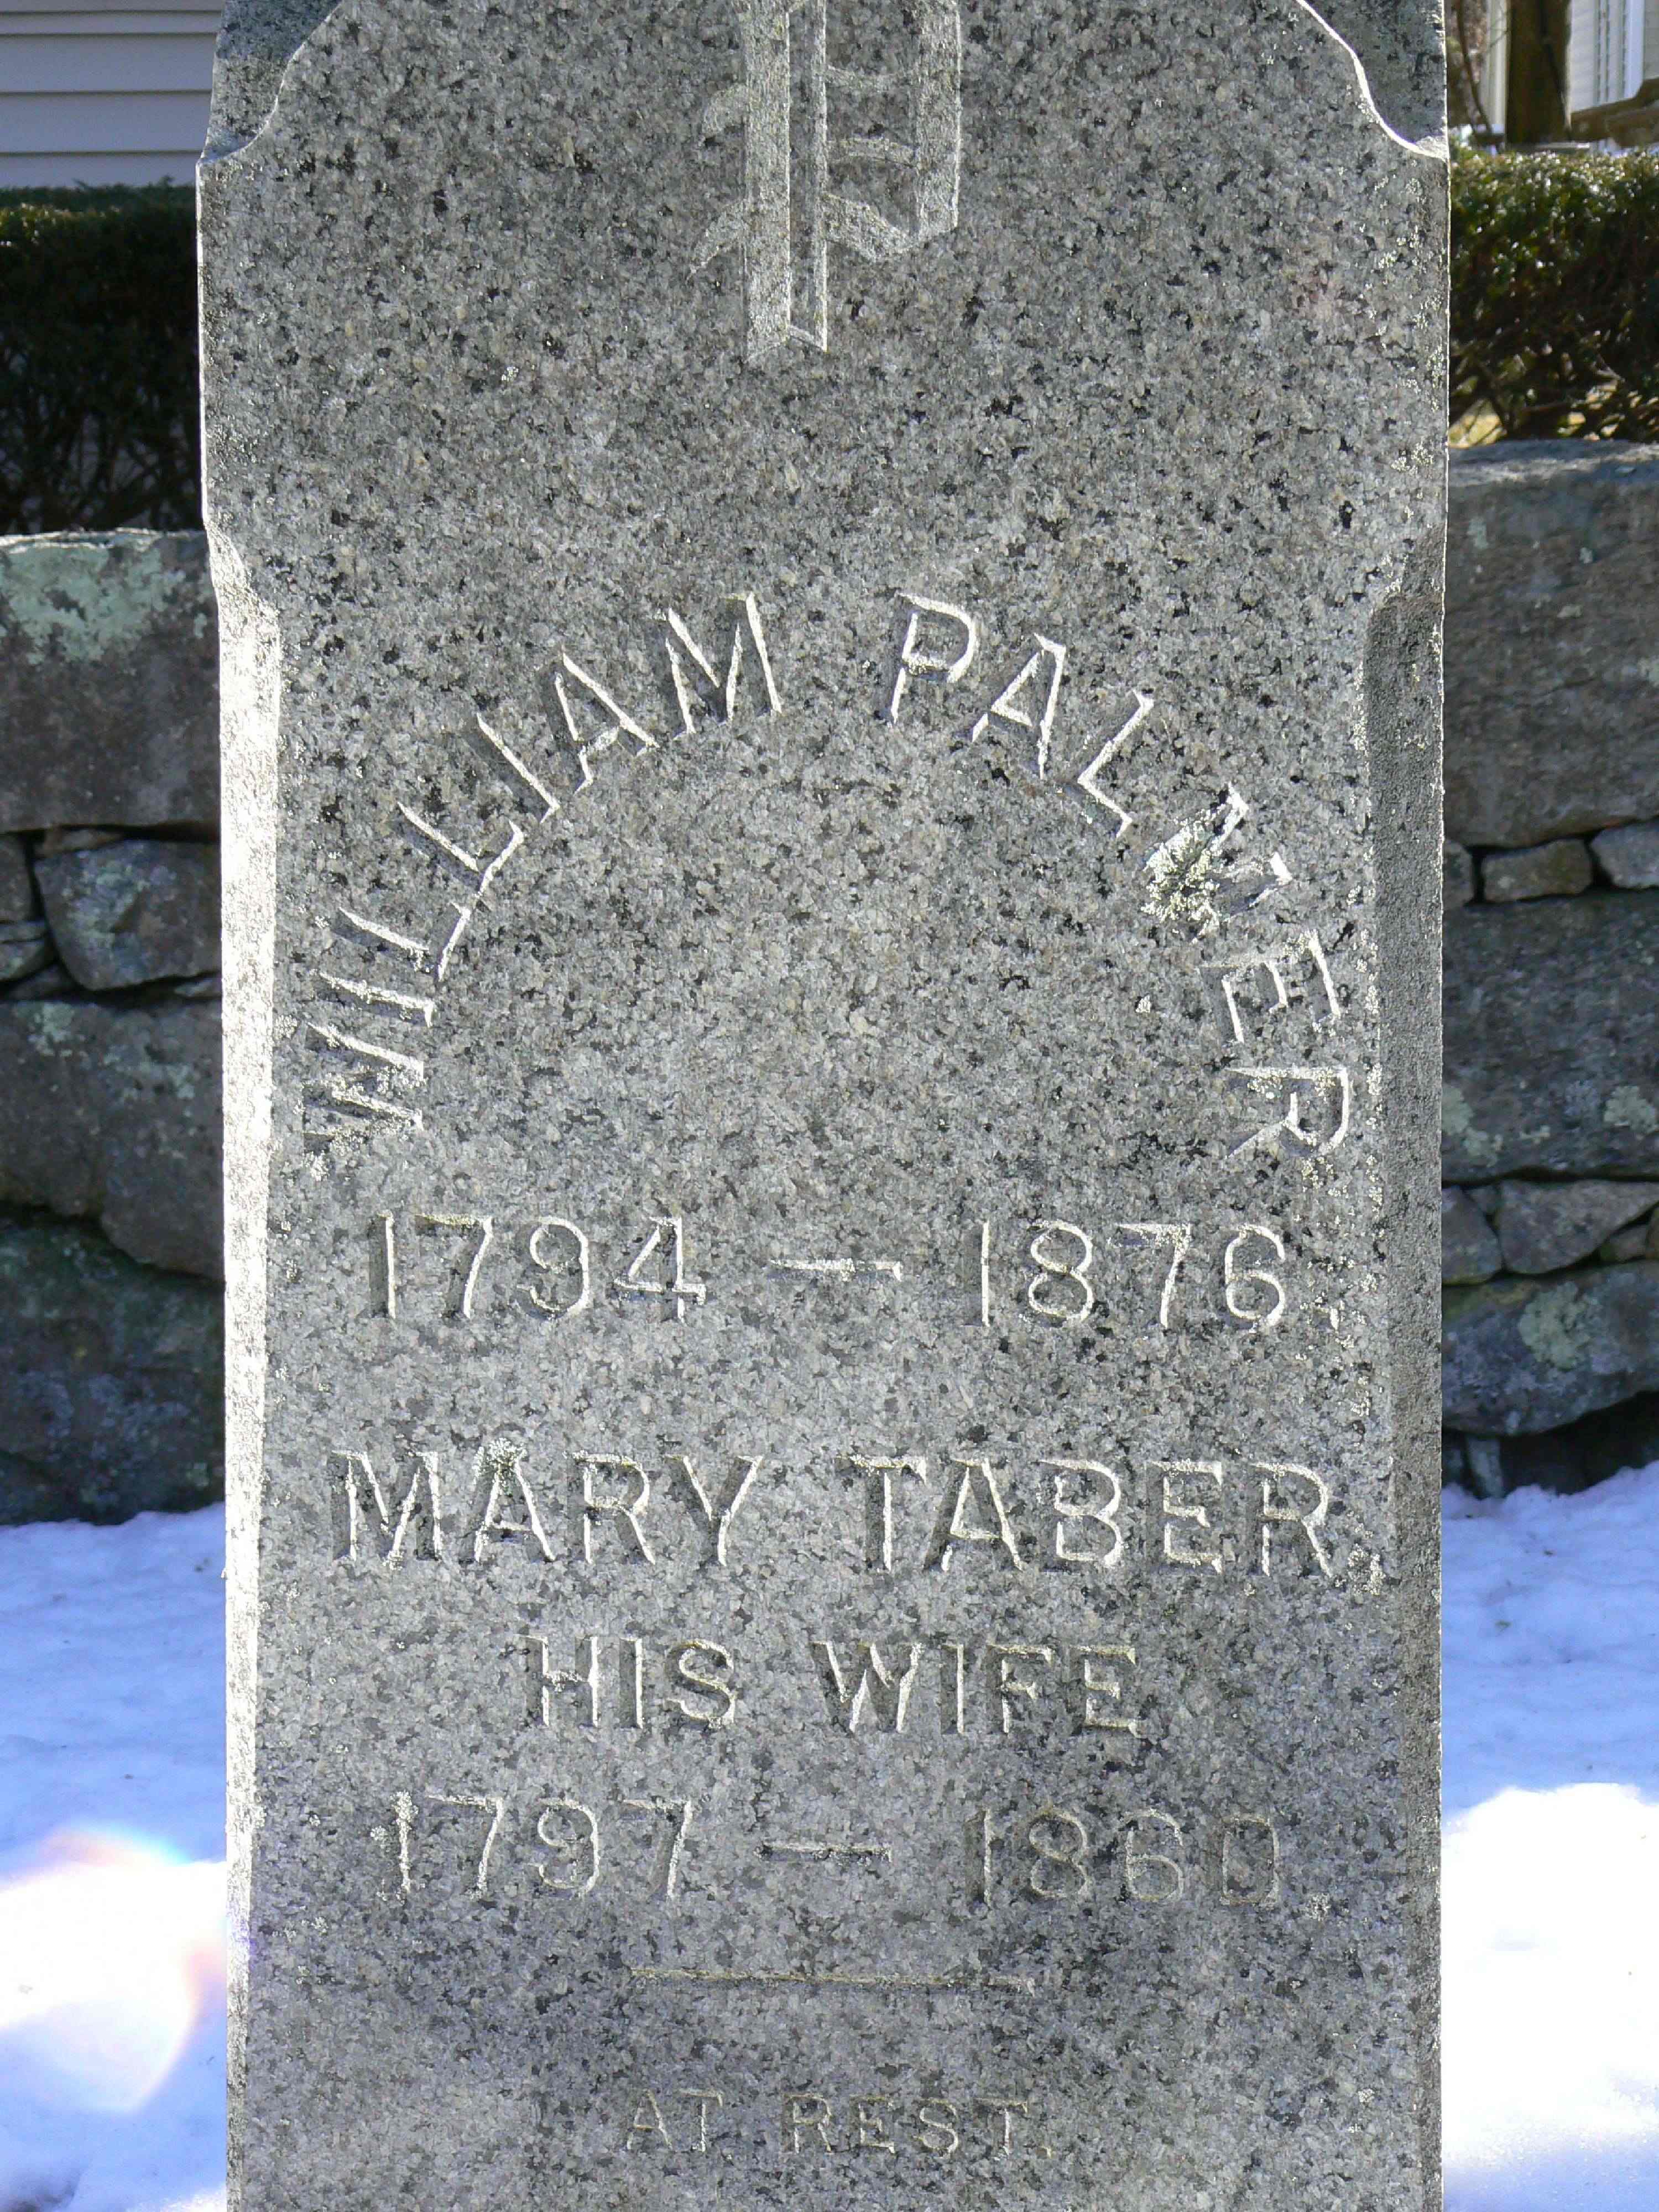 P
WILLIAM PALMER
1794 — 1876.
MARY TABER,
HIS WIFE
1797 — 1860.
AT REST.